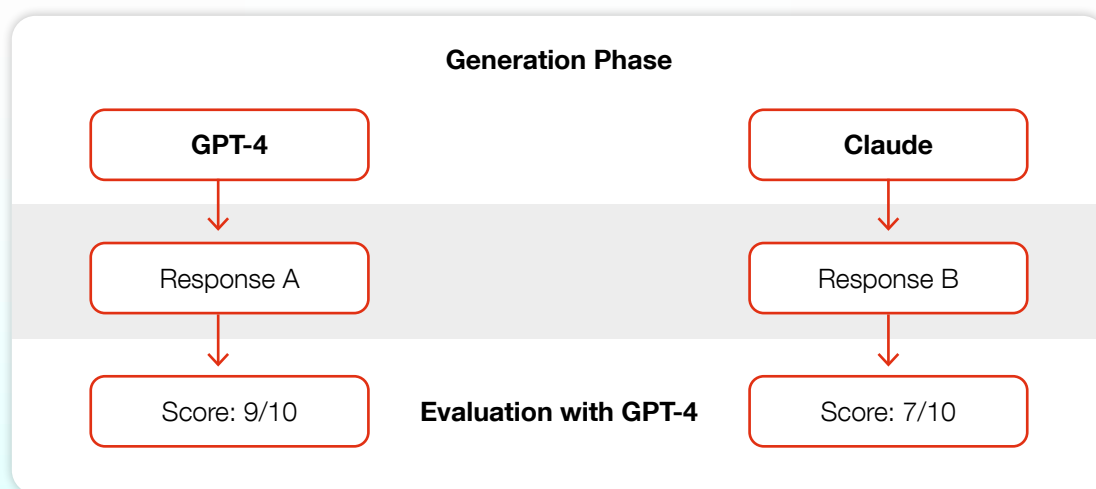 Generation Phase
GPT-4
Claude
Response A
Response B
Score: 9/10
Evaluation with GPT-4
Score: 7/10